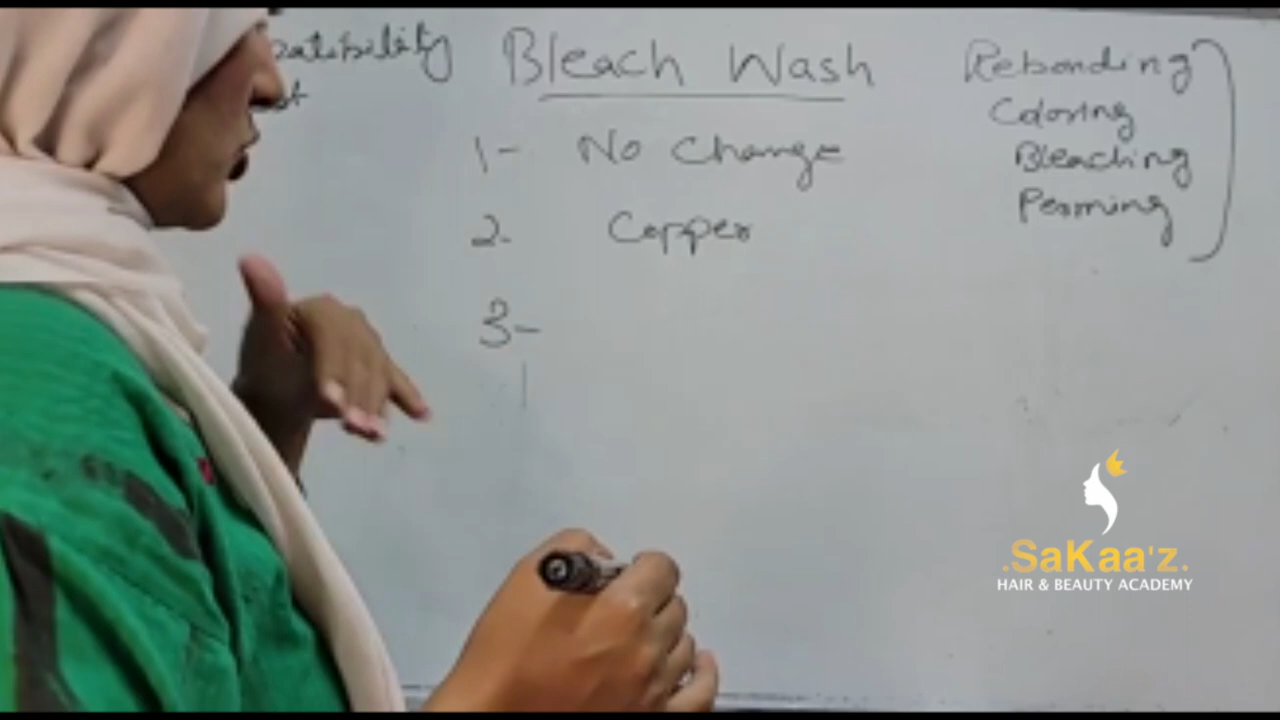 Bleach Wash
1- No Change
2- Copper
3-
Rebonding
Coloring
Bleaching
Perming
.SaKaa'z.
HAIR & BEAUTY ACADEMY